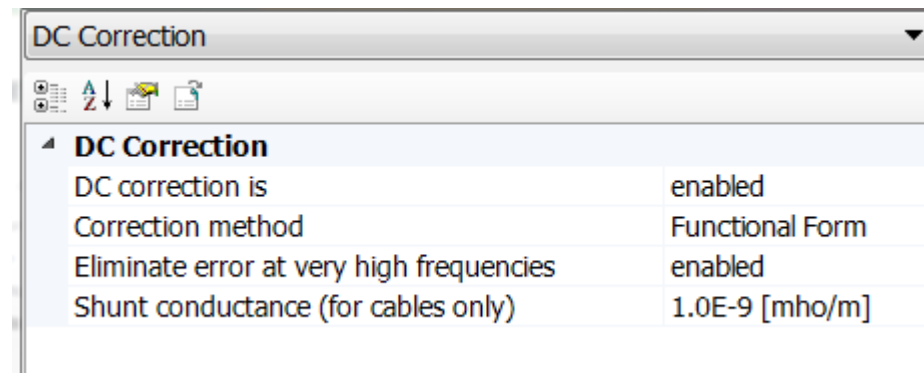 DC Correction
DC Correction
DC correction is enabled
Correction method Functional Form
Eliminate error at very high frequencies enabled
Shunt conductance (for cables only) 1.0E-9 [mho/m]